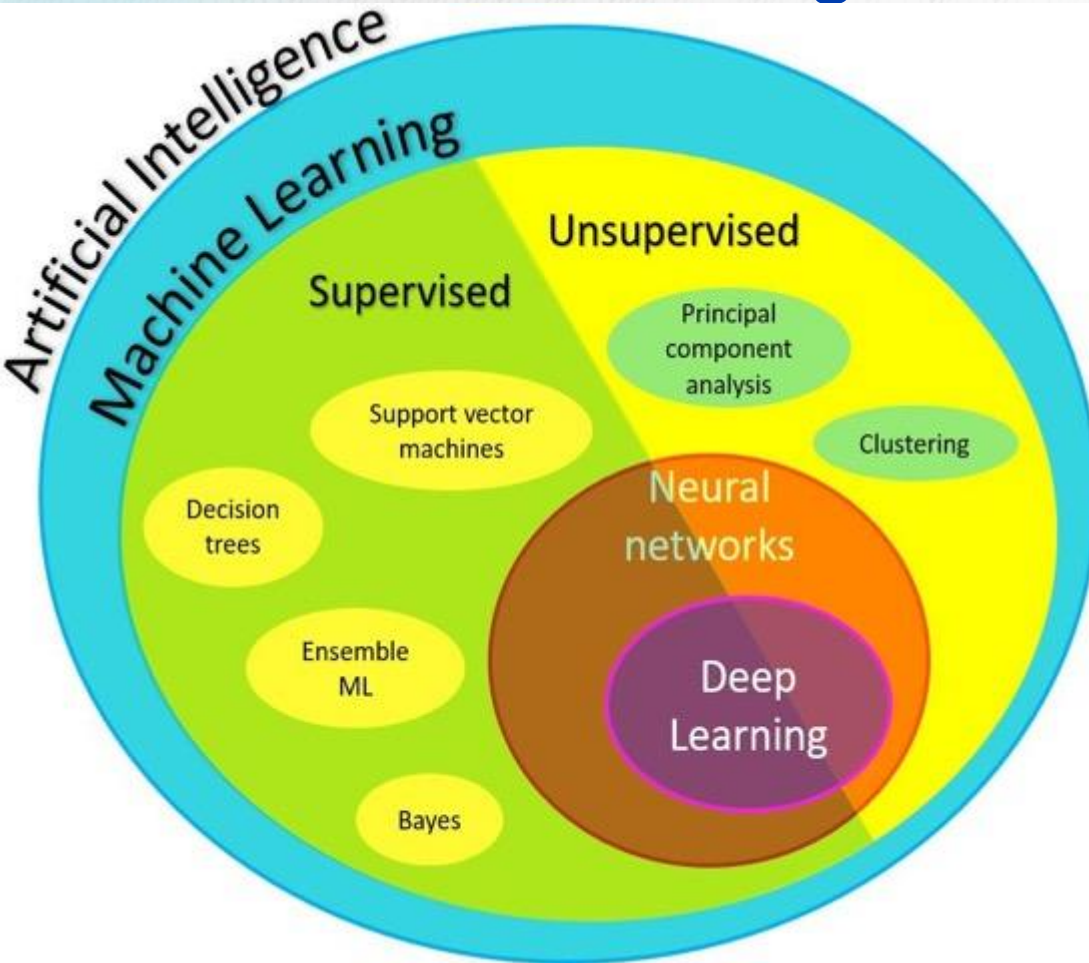 Artificial Intelligence
Machine Learning
Unsupervised
Supervised
Principal
component
analysis
Support vector
machines
Clustering
Neural
networks
Decision
trees
Ensemble
ML
Deep
Learning
Bayes